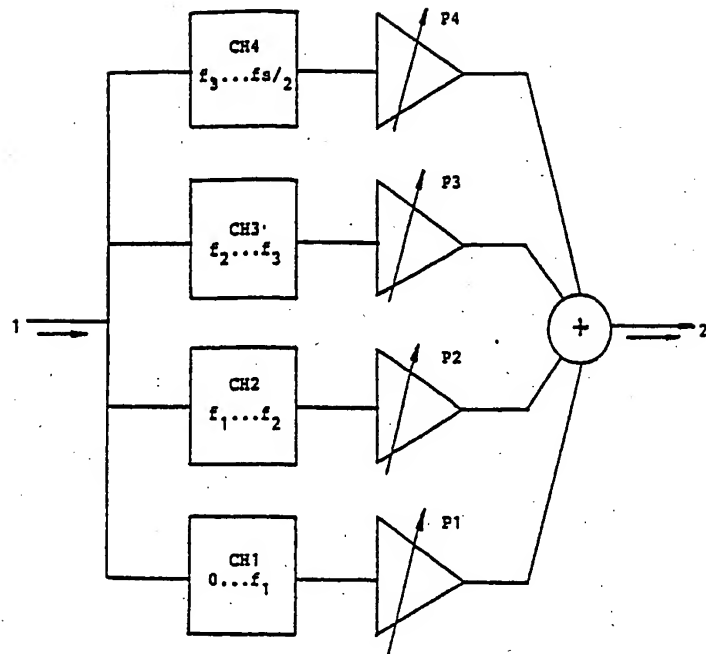 CH4
f₃...fs/₂
P4
CH3
f₂...f₃
P3
1
+
2
CH2
f₁...f₂
P2
CH1
0...f₁
P1